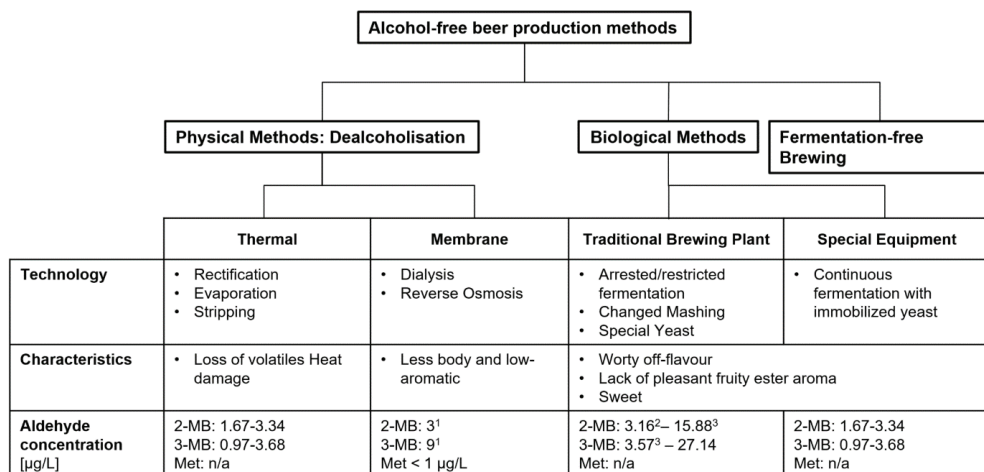 Alcohol-free beer production methods
Physical Methods: Dealcoholisation
Biological Methods
Fermentation-free
Brewing
Thermal
Membrane
Traditional Brewing Plant
Special Equipment
Technology
• Rectification
• Evaporation
• Stripping
• Dialysis
• Reverse Osmosis
• Arrested/restricted
fermentation
• Changed Mashing
• Special Yeast
• Continuous
fermentation with
immobilized yeast
Characteristics
• Loss of volatiles Heat
damage
• Less body and low-
aromatic
• Worty off-flavour
• Lack of pleasant fruity ester aroma
• Sweet
Aldehyde
concentration
[µg/L]
2-MB: 1.67-3.34
3-MB: 0.97-3.68
Met: n/a
2-MB: 3¹
3-MB: 9¹
Met < 1 µg/L
2-MB: 3.16²– 15.88³
3-MB: 3.57³ – 27.14
Met: n/a
2-MB: 1.67-3.34
3-MB: 0.97-3.68
Met: n/a